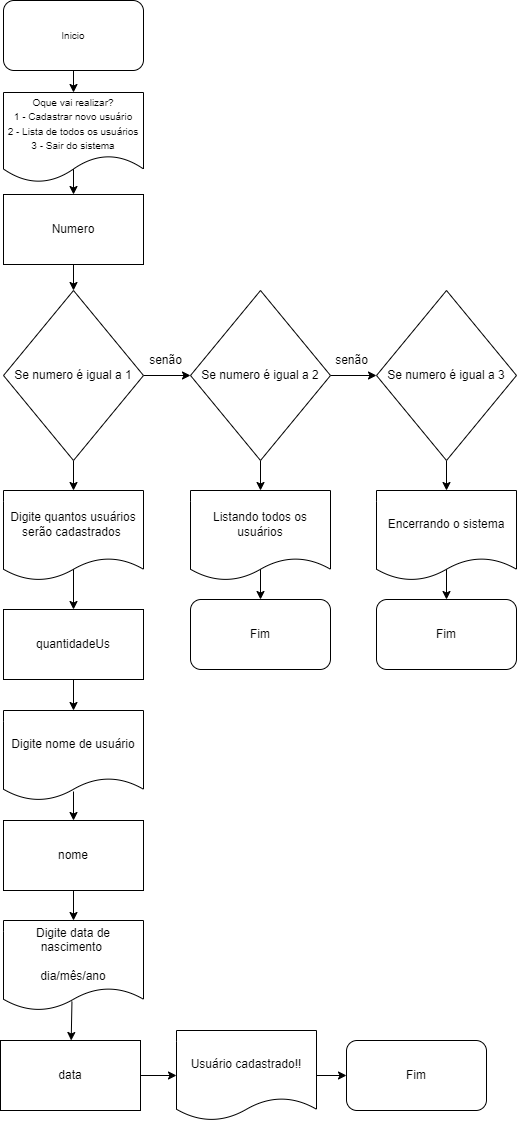 Inicio
Oque vai realizar?
1 - Cadastrar novo usuário
2 - Lista de todos os usuários
3 - Sair do sistema
Numero
Se numero é igual a 1
senão
Se numero é igual a 2
senão
Se numero é igual a 3
Digite quantos usuários
serão cadastrados
Listando todos os
usuários
Encerrando o sistema
quantidadeUs
Fim
Fim
Digite nome de usuário
nome
Digite data de
nascimento
dia/mês/ano
data
Usuário cadastrado!!
Fim